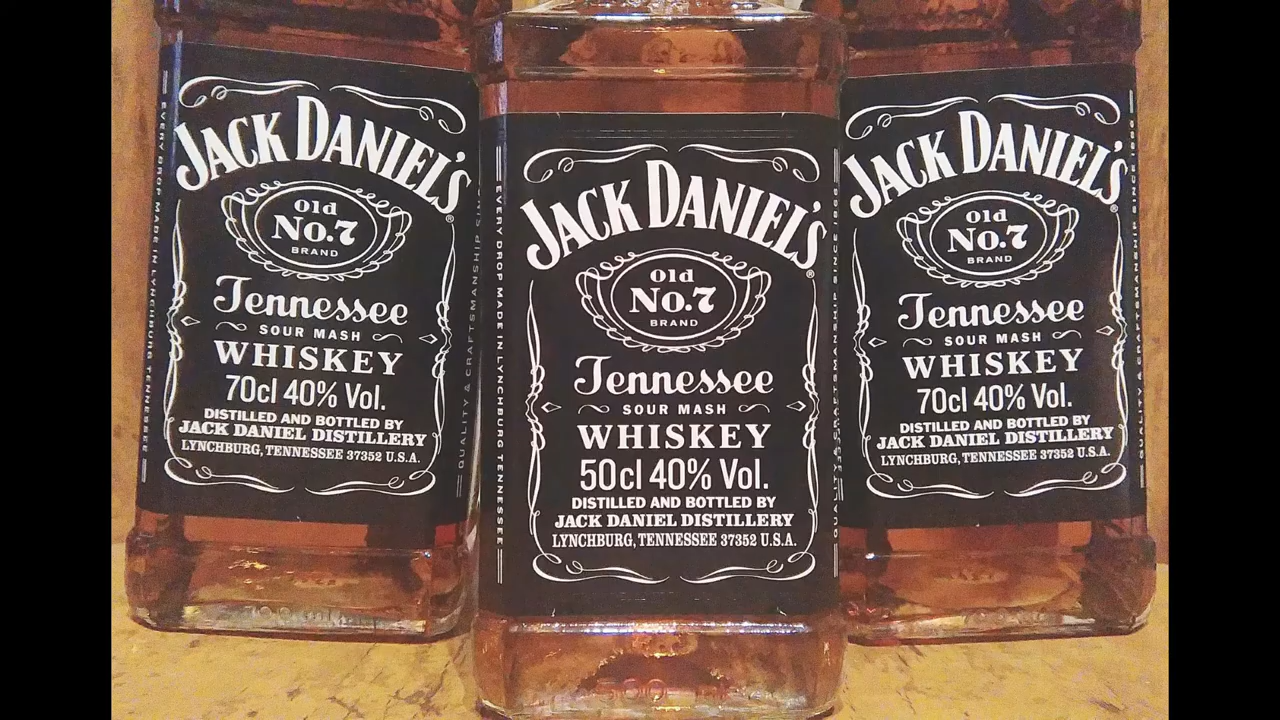 JACK DANIEL'S
®
Old
No.7
BRAND
Tennessee
SOUR MASH
WHISKEY
70cl 40% Vol.
DISTILLED AND BOTTLED BY
JACK DANIEL DISTILLERY
LYNCHBURG, TENNESSEE 37352 U.S.A.
EVERY DROP MADE IN LYNCHBURG TENNESSEE
QUALITY & CRAFTSMANSHIP
JACK DANIEL'S
®
Old
No.7
BRAND
Tennessee
SOUR MASH
WHISKEY
50cl 40% Vol.
DISTILLED AND BOTTLED BY
JACK DANIEL DISTILLERY
LYNCHBURG, TENNESSEE 37352 U.S.A.
EVERY DROP MADE IN LYNCHBURG TENNESSEE
QUALITY & CRAFTSMANSHIP SINCE 1866
500 ml
JACK DANIEL'S
®
Old
No.7
BRAND
Tennessee
SOUR MASH
WHISKEY
70cl 40% Vol.
DISTILLED AND BOTTLED BY
JACK DANIEL DISTILLERY
LYNCHBURG, TENNESSEE 37352 U.S.A.
QUALITY & CRAFTSMANSHIP SINCE 1866